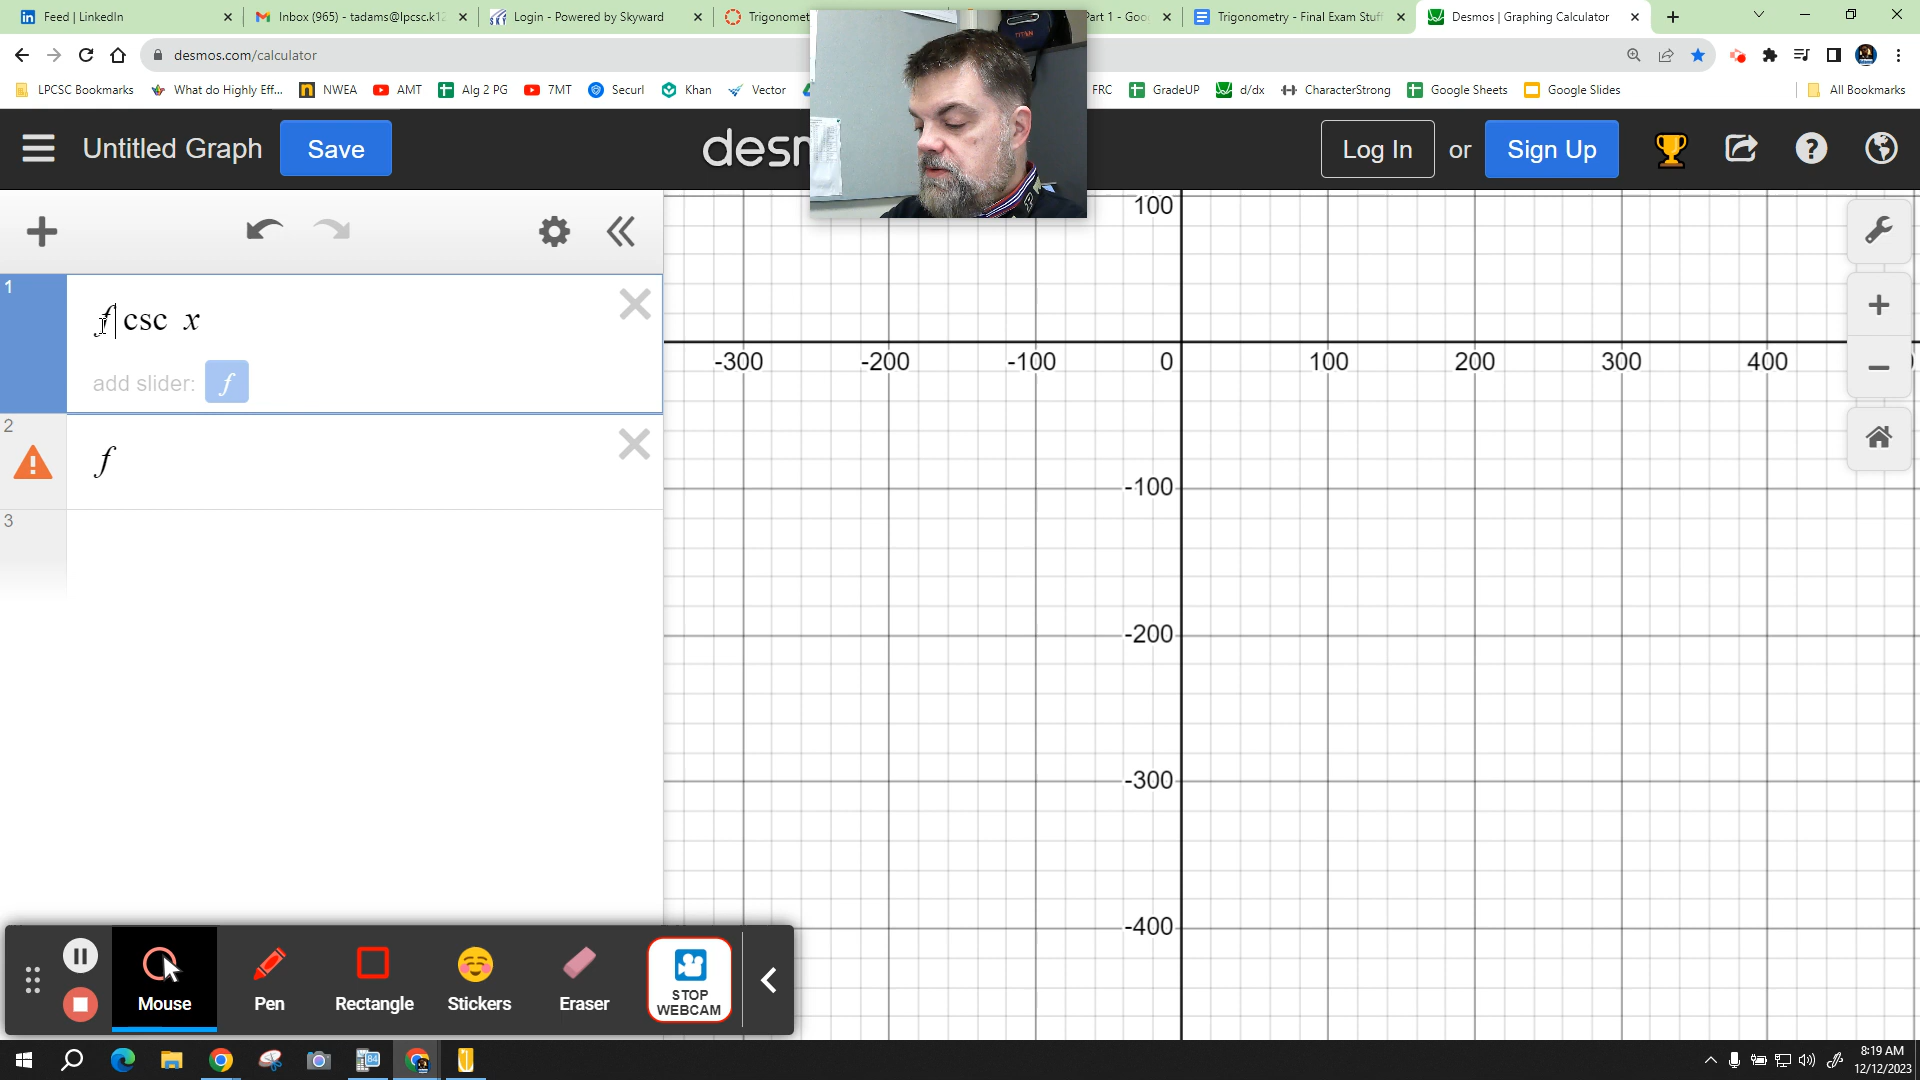 Feed | LinkedIn
Inbox (965) - tadams@lpcsc.k12
Login - Powered by Skyward
Trigonomet
Part 1 - Goo
Trigonometry - Final Exam Stuff
Desmos | Graphing Calculator
desmos.com/calculator
LPCSC Bookmarks
What do Highly Eff...
NWEA
AMT
Alg 2 PG
7MT
Securl
Khan
Vector
FRC
GradeUP
d/dx
CharacterStrong
Google Sheets
Google Slides
All Bookmarks
Untitled Graph
Save
desm
Log In
or
Sign Up
1
f csc x
add slider: f
2
f
3
100
-300 -200 -100 0 100 200 300 400
-100
-200
-300
-400
Mouse
Pen
Rectangle
Stickers
Eraser
STOP
WEBCAM
8:19 AM
12/12/2023